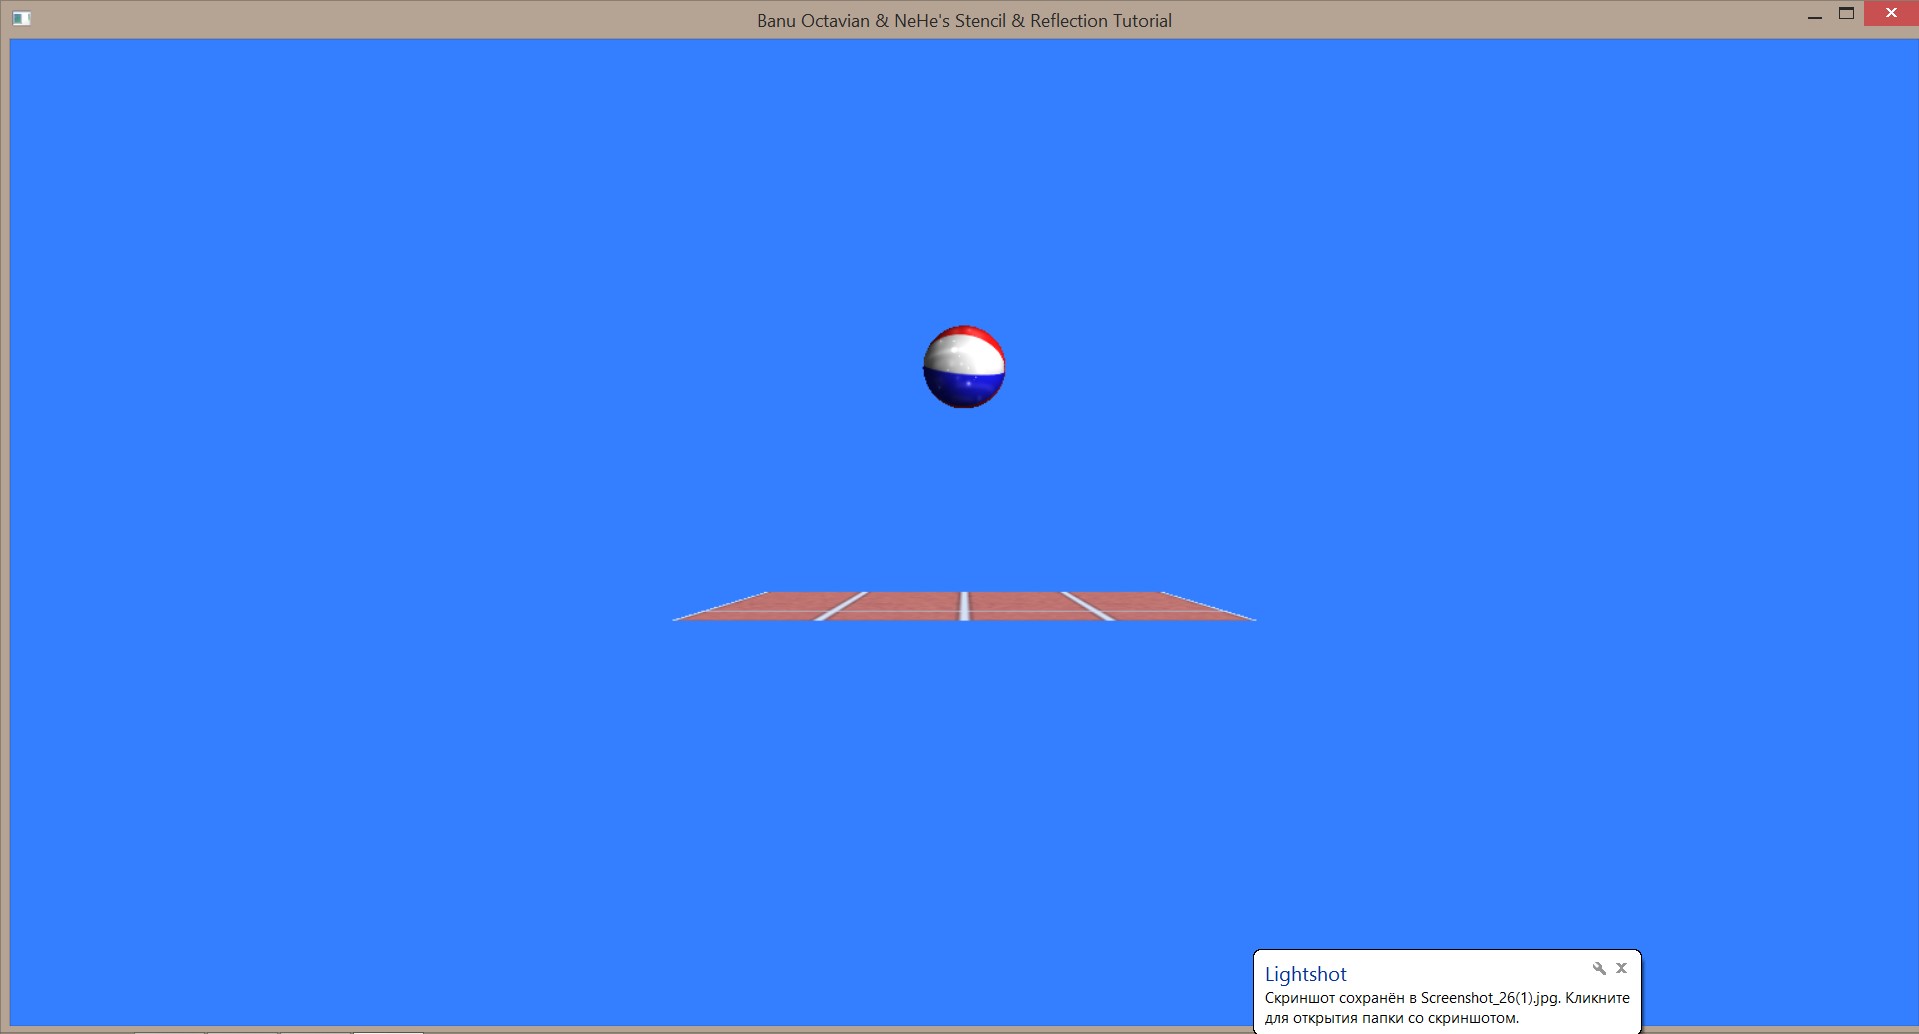 Banu Octavian & NeHe's Stencil & Reflection Tutorial
Lightshot
Скриншот сохранён в Screenshot_26(1).jpg. Кликните
для открытия папки со скриншотом.